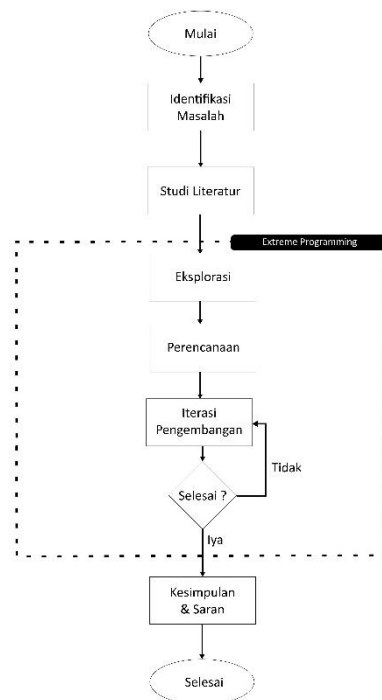 Mulai
Identifikasi
Masalah
Studi Literatur
Extreme Programming
Eksplorasi
Perencanaan
Iterasi
Pengembangan
Selesai ?
Tidak
Iya
Kesimpulan
& Saran
Selesai